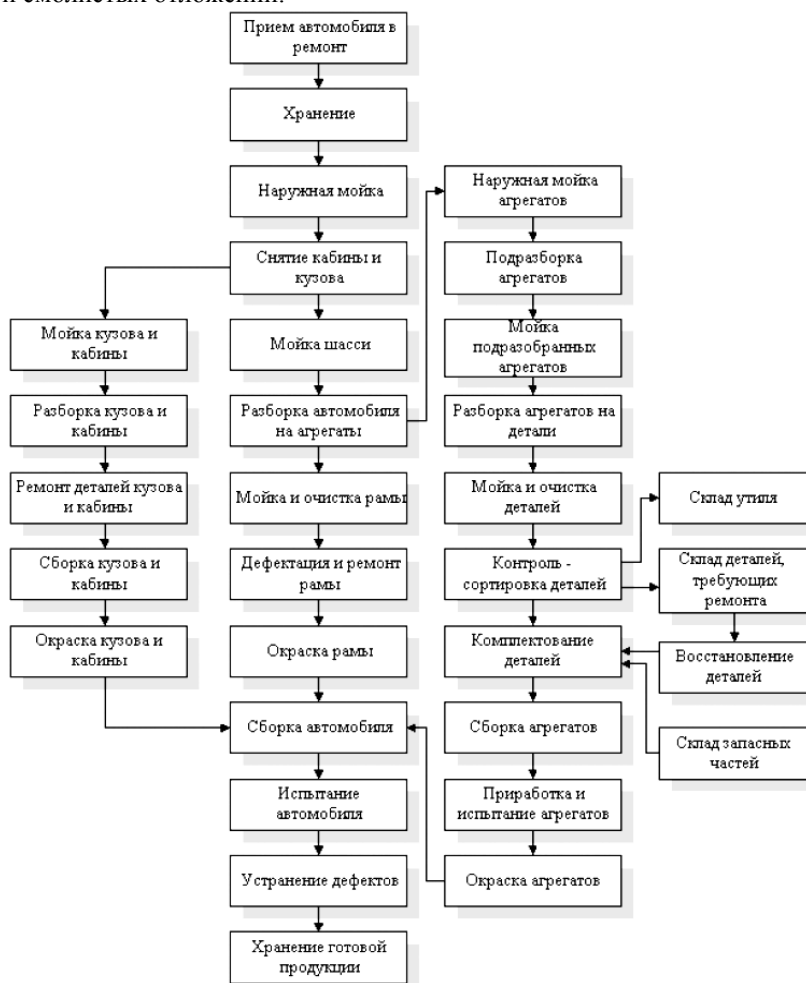 и смолистых отложений.
Прием автомобиля в
ремонт
Хранение
Наружная мойка
Наружная мойка
агрегатов
Снятие кабины и
кузова
Подразборка
агрегатов
Мойка кузова и
кабины
Мойка шасси
Мойка
подразобранных
агрегатов
Разборка кузова и
кабины
Разборка автомобиля
на агрегаты
Разборка агрегатов на
детали
Ремонт деталей кузова
и кабины
Мойка и очистка рамы
Мойка и очистка
деталей
Склад утиля
Сборка кузова и
кабины
Дефектация и ремонт
рамы
Контроль -
сортировка деталей
Склад деталей,
требующих
ремонта
Окраска кузова и
кабины
Окраска рамы
Комплектование
деталей
Восстановление
деталей
Сборка автомобиля
Сборка агрегатов
Склад запасных
частей
Испытание
автомобиля
Приработка и
испытание агрегатов
Устранение дефектов
Окраска агрегатов
Хранение готовой
продукции